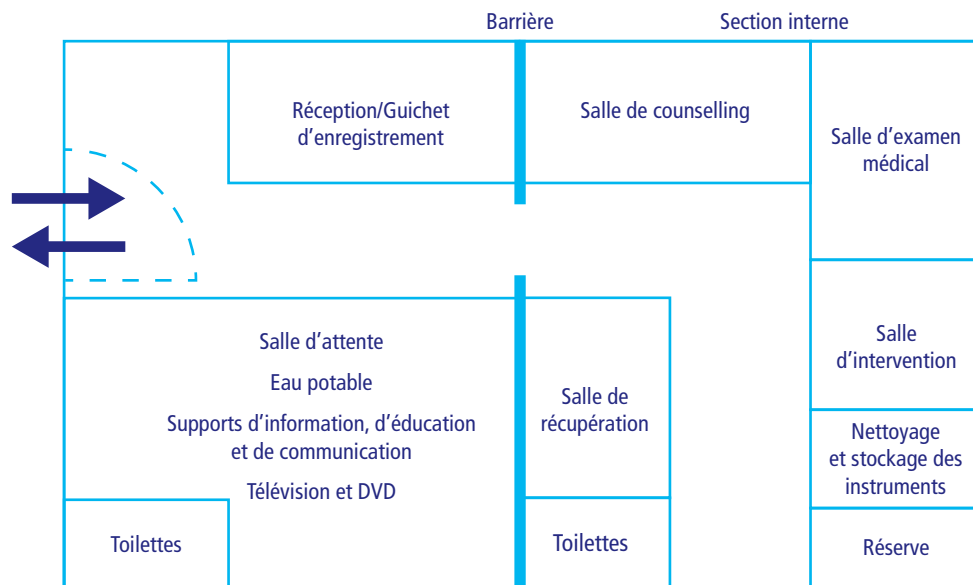 Barrière
Section interne
Réception/Guichet
d’enregistrement
Salle de counselling
Salle d’examen
médical
Salle d’attente
Eau potable
Supports d’information, d’éducation
et de communication
Télévision et DVD
Salle de
récupération
Salle
d’intervention
Nettoyage
et stockage des
instruments
Toilettes
Toilettes
Réserve